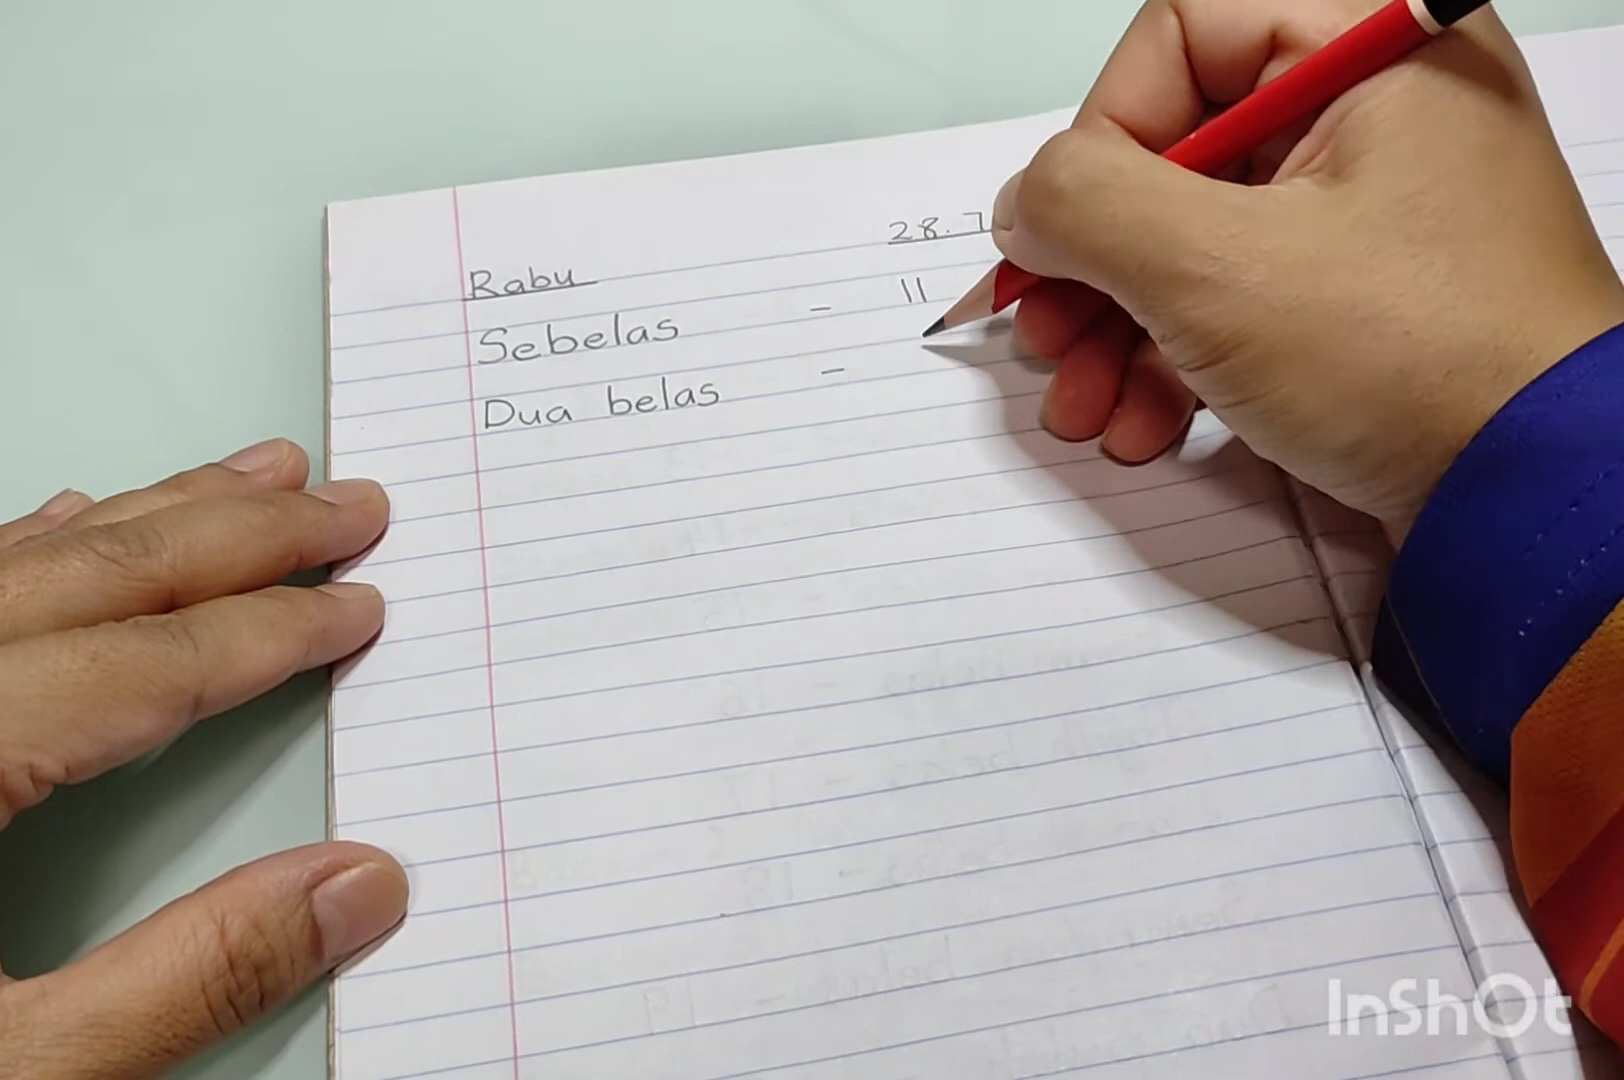 28.7
Rabu
Sebelas - 11
Dua belas -
InShOt